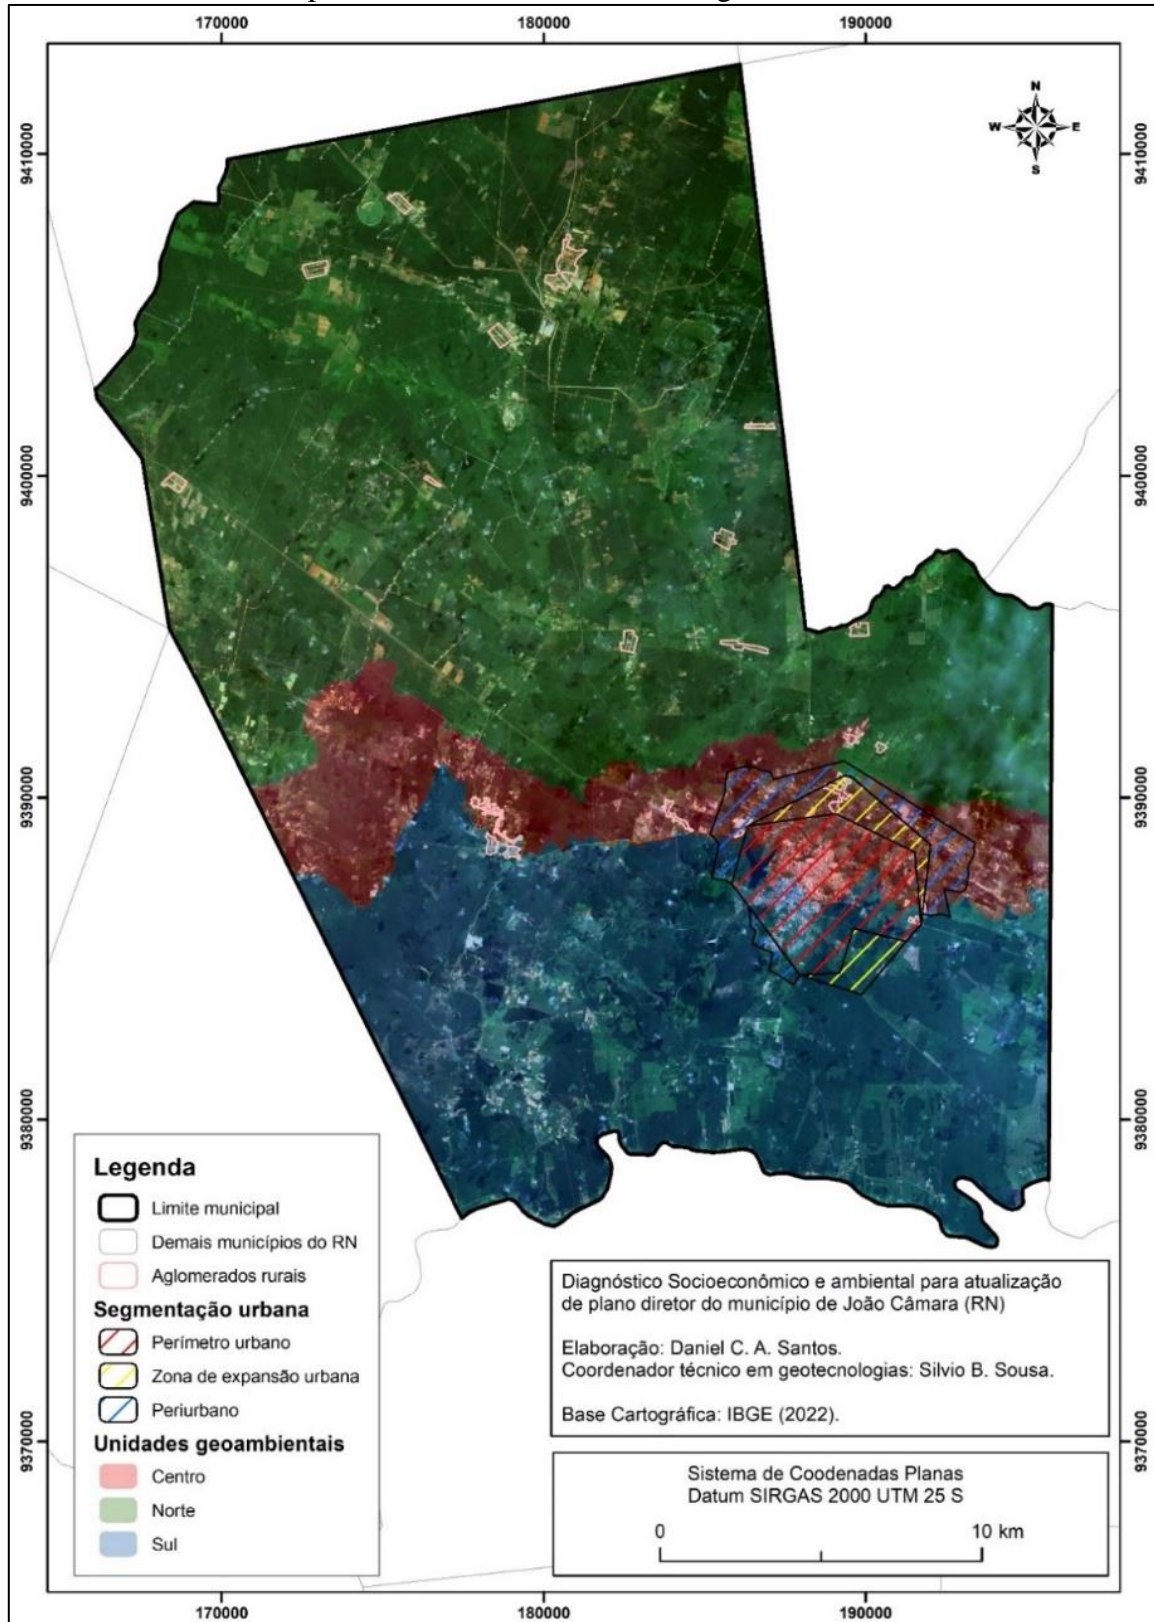 170000
180000
190000
N
W
E
S
9410000
9410000
9400000
9400000
9390000
9390000
9380000
9380000
9370000
9370000
Legenda
Limite municipal
Demais municípios do RN
Aglomerados rurais
Segmentação urbana
Perímetro urbano
Zona de expansão urbana
Periurbano
Unidades geoambientais
Centro
Norte
Sul
Diagnóstico Socioeconômico e ambiental para atualização
de plano diretor do município de João Câmara (RN)
Elaboração: Daniel C. A. Santos.
Coordenador técnico em geotecnologias: Silvio B. Sousa.
Base Cartográfica: IBGE (2022).
Sistema de Coodenadas Planas
Datum SIRGAS 2000 UTM 25 S
0
10 km
170000
180000
190000